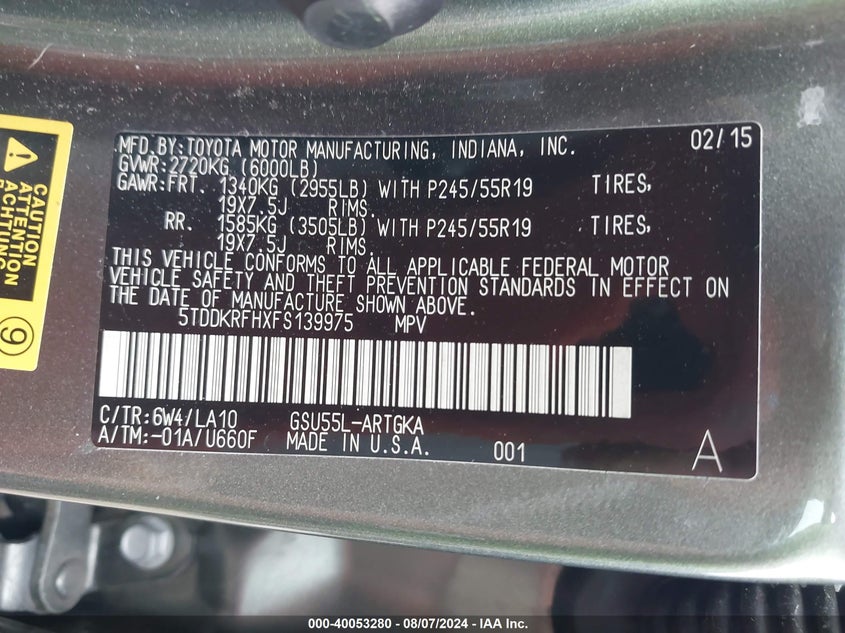 MFD.BY:TOYOTA MOTOR MANUFACTURING, INDIANA, INC. 02/15
GVWR:2720KG (6000LB)
GAWR:FRT. 1340KG (2955LB) WITH P245/55R19 TIRES,
19X7.5J RIMS.
RR. 1585KG (3505LB) WITH P245/55R19 TIRES,
19X7.5J RIMS.
THIS VEHICLE CONFORMS TO ALL APPLICABLE FEDERAL MOTOR
VEHICLE SAFETY AND THEFT PREVENTION STANDARDS IN EFFECT ON
THE DATE OF MANUFACTURE SHOWN ABOVE.
5TDDKRFHXFS139975 MPV
C/TR:6W4/LA10 GSU55L-ARTGKA
A/TM:-01A/U660F MADE IN U.S.A. 001 A
CAUTION
ATTENTION
ACHTUNG
9
000-40053280 - 08/07/2024 - IAA Inc.